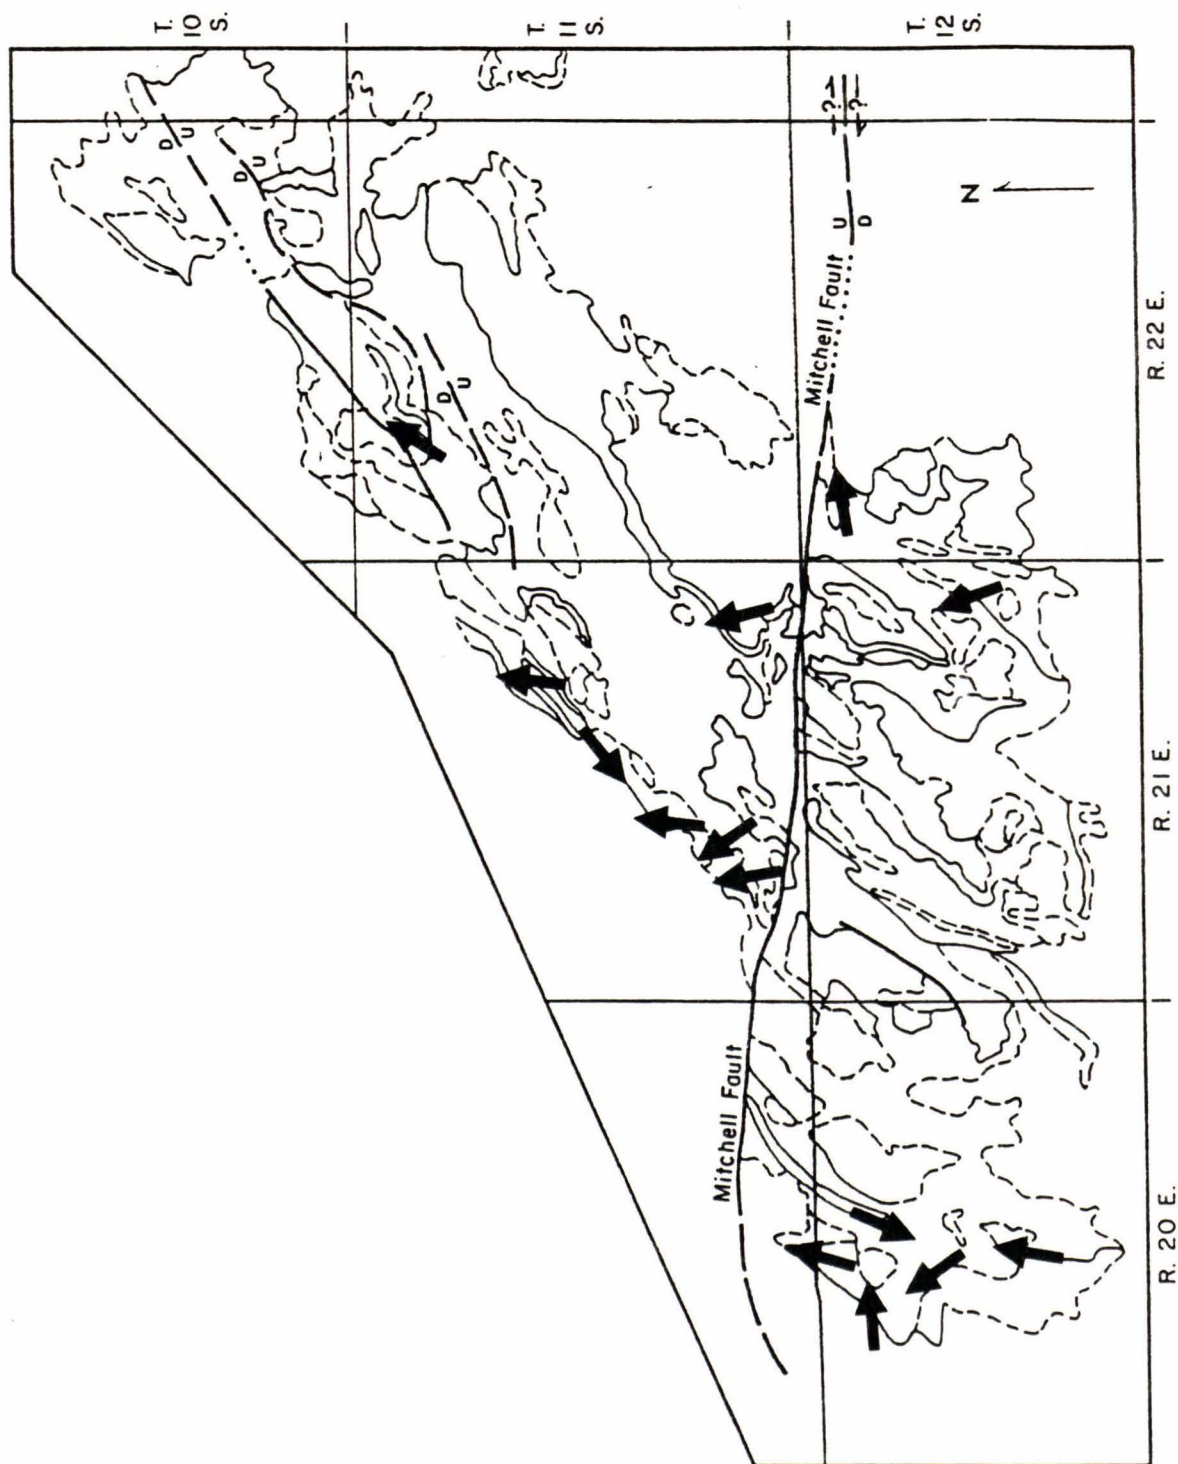 T.
10
S.
T.
11
S.
T.
12
S.
D
U
D
U
D
U
?
?
U
D
N
Mitchell Fault
Mitchell Fault
R. 22 E.
R. 21 E.
R. 20 E.